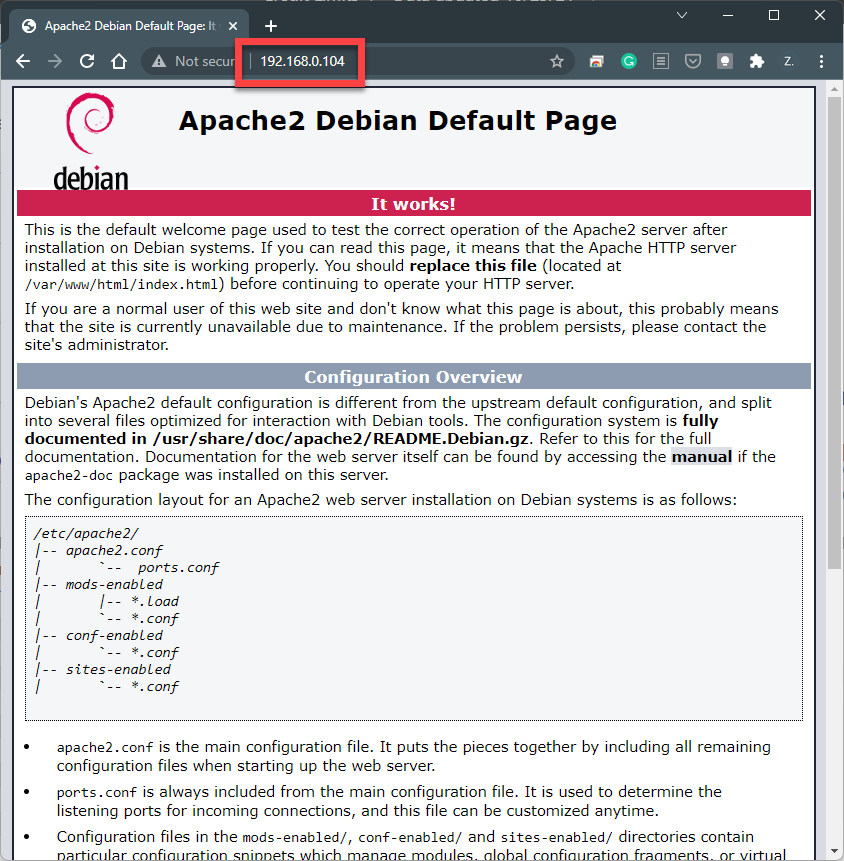 Apache2 Debian Default Page: It
Not secur
192.168.0.104
G
Z.
Apache2 Debian Default Page
debian
It works!
This is the default welcome page used to test the correct operation of the Apache2 server after
installation on Debian systems. If you can read this page, it means that the Apache HTTP server
installed at this site is working properly. You should replace this file (located at
/var/www/html/index.html) before continuing to operate your HTTP server.
If you are a normal user of this web site and don't know what this page is about, this probably means
that the site is currently unavailable due to maintenance. If the problem persists, please contact the
site's administrator.
Configuration Overview
Debian's Apache2 default configuration is different from the upstream default configuration, and split
into several files optimized for interaction with Debian tools. The configuration system is fully
documented in /usr/share/doc/apache2/README.Debian.gz. Refer to this for the full
documentation. Documentation for the web server itself can be found by accessing the manual if the
apache2-doc package was installed on this server.
The configuration layout for an Apache2 web server installation on Debian systems is as follows:
/etc/apache2/
|-- apache2.conf
|       `--  ports.conf
|-- mods-enabled
|       |-- *.load
|       `-- *.conf
|-- conf-enabled
|       `-- *.conf
|-- sites-enabled
|       `-- *.conf
• apache2.conf is the main configuration file. It puts the pieces together by including all remaining
configuration files when starting up the web server.
• ports.conf is always included from the main configuration file. It is used to determine the
listening ports for incoming connections, and this file can be customized anytime.
• Configuration files in the mods-enabled/, conf-enabled/ and sites-enabled/ directories contain
particular configuration snippets which manage modules, global configuration fragments, or virtual